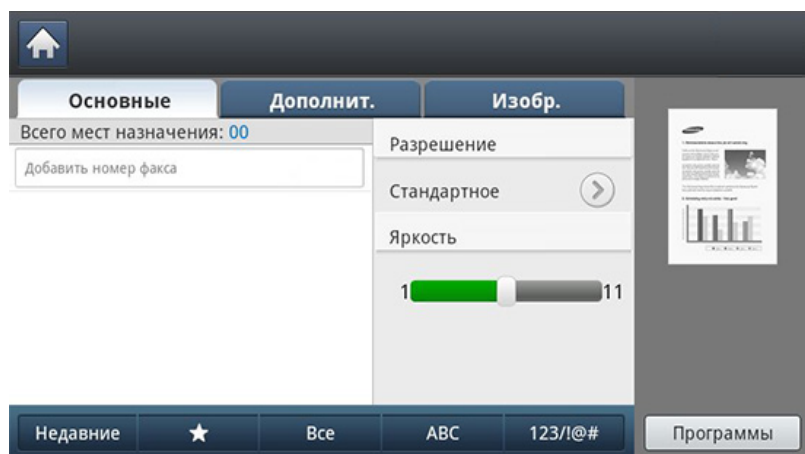 Основные
Дополнит.
Изобр.
Всего мест назначения: 00
Добавить номер факса
Разрешение
Стандартное
Яркость
1
11
Недавние
★
Все
ABC
123/!@#
Программы